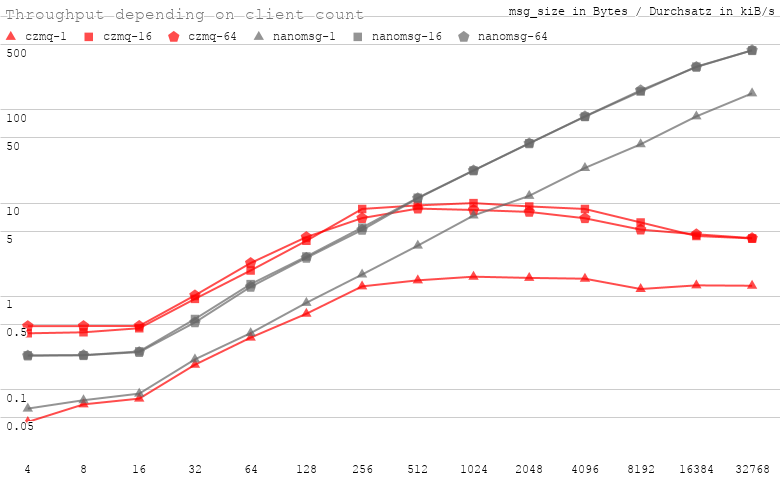 Throughput depending on client count
msg_size in Bytes / Durchsatz in kiB/s
czmq-1 czmq-16 czmq-64 nanomsg-1 nanomsg-16 nanomsg-64
500
100
50
10
5
1
0.5
0.1
0.05
4 8 16 32 64 128 256 512 1024 2048 4096 8192 16384 32768